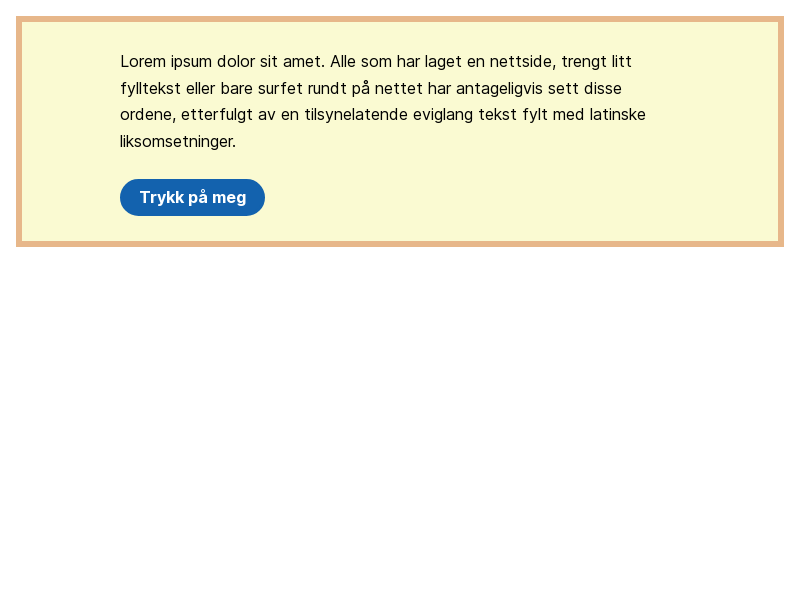 Lorem ipsum dolor sit amet. Alle som har laget en nettside, trengt litt
fylltekst eller bare surfet rundt på nettet har antageligvis sett disse
ordene, etterfulgt av en tilsynelatende eviglang tekst fylt med latinske
liksomsetninger.
Trykk på meg